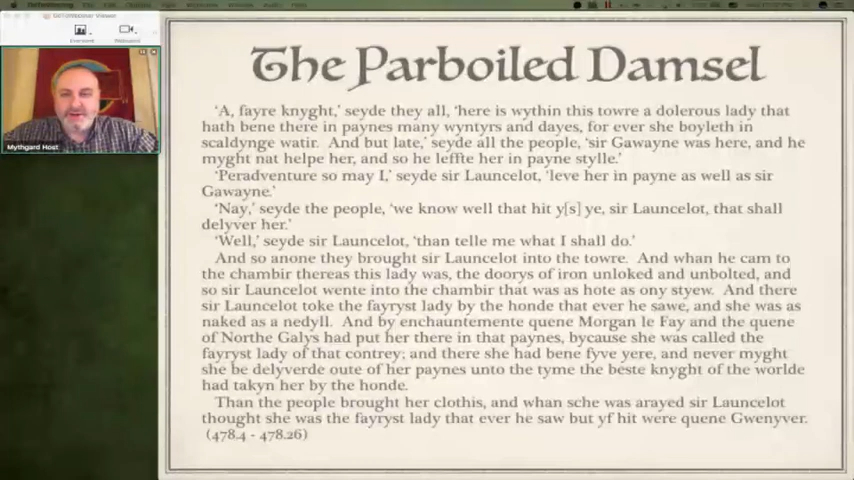 GoToWebinar Viewer
Mythgard Host
The Parboiled Damsel
‘A, fayre knyght,’ seyde they all, ‘here is wythin this towre a dolerous lady that
hath bene there in paynes many wyntyrs and dayes, for ever she boyleth in
scaldynge watir.  And but late,’ seyde all the people, ‘sir Gawayne was here, and he
myght nat helpe her, and so he leffte her in payne stylle.’
‘Peradventure so may I,’ seyde sir Launcelot, ‘leve her in payne as well as sir
Gawayne.’
‘Nay,’ seyde the people, ‘we know well that hit y[s] ye, sir Launcelot, that shall
delyver her.’
‘Well,’ seyde sir Launcelot, ‘than telle me what I shall do.’
And so anone they brought sir Launcelot into the towre.  And whan he cam to
the chambir thereas this lady was, the doorys of iron unloked and unbolted, and
so sir Launcelot wente into the chambir that was as hote as ony styew.  And there
sir Launcelot toke the fayryst lady by the honde that ever he sawe, and she was as
naked as a nedyll.  And by enchauntemente quene Morgan le Fay and the quene
of Northe Galys had put her there in that paynes, bycause she was called the
fayryst lady of that contrey; and there she had bene fyve yere, and never myght
she be delyverde oute of her paynes unto the tyme the beste knyght of the worlde
had takyn her by the honde.
Than the people brought her clothis, and whan sche was arayed sir Launcelot
thought she was the fayryst lady that ever he saw but yf hit were quene Gwenyver.
(478.4 - 478.26)